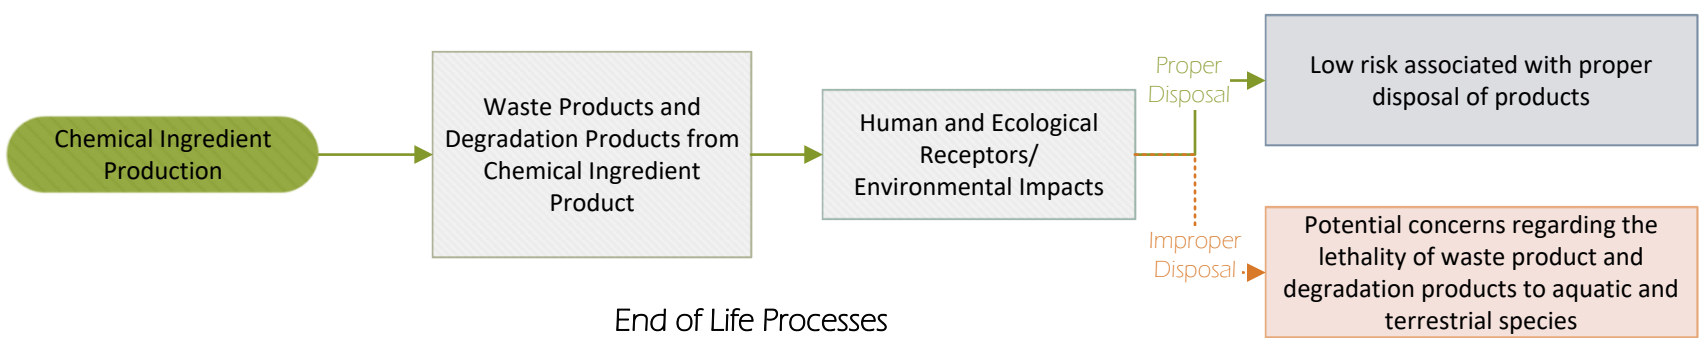 Chemical Ingredient
Production
Waste Products and
Degradation Products from
Chemical Ingredient
Product
Human and Ecological
Receptors/
Environmental Impacts
Proper
Disposal
Low risk associated with proper
disposal of products
Improper
Disposal
Potential concerns regarding the
lethality of waste product and
degradation products to aquatic and
terrestrial species
End of Life Processes